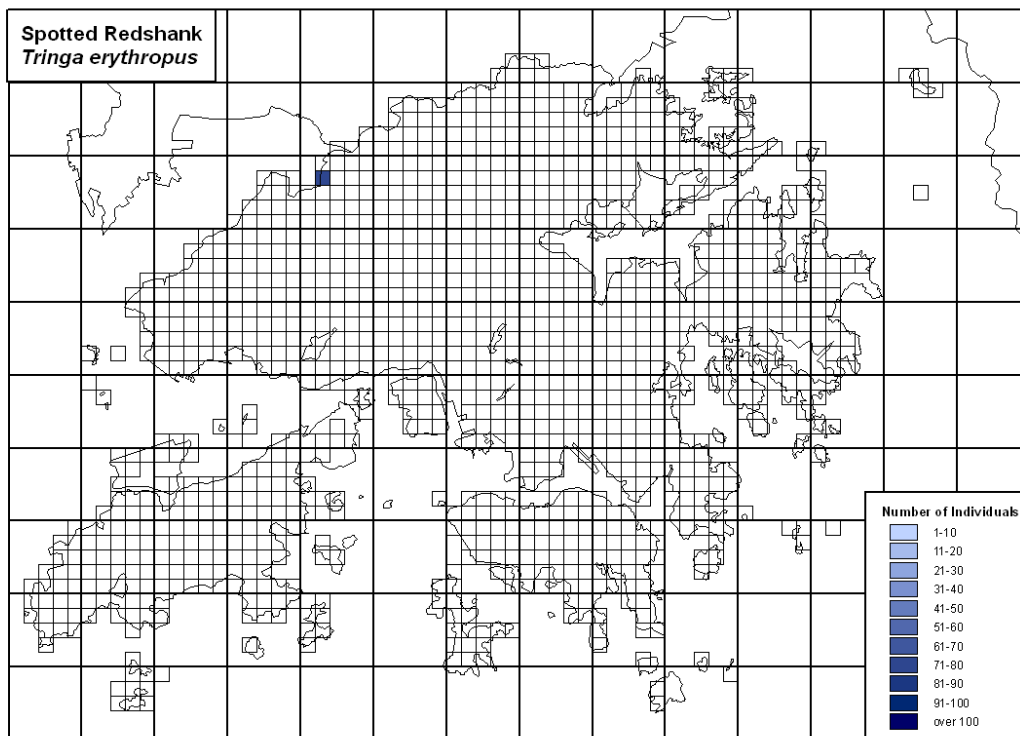 Spotted Redshank
Tringa erythropus
Number of Individuals
1-10
11-20
21-30
31-40
41-50
51-60
61-70
71-80
81-90
91-100
over 100